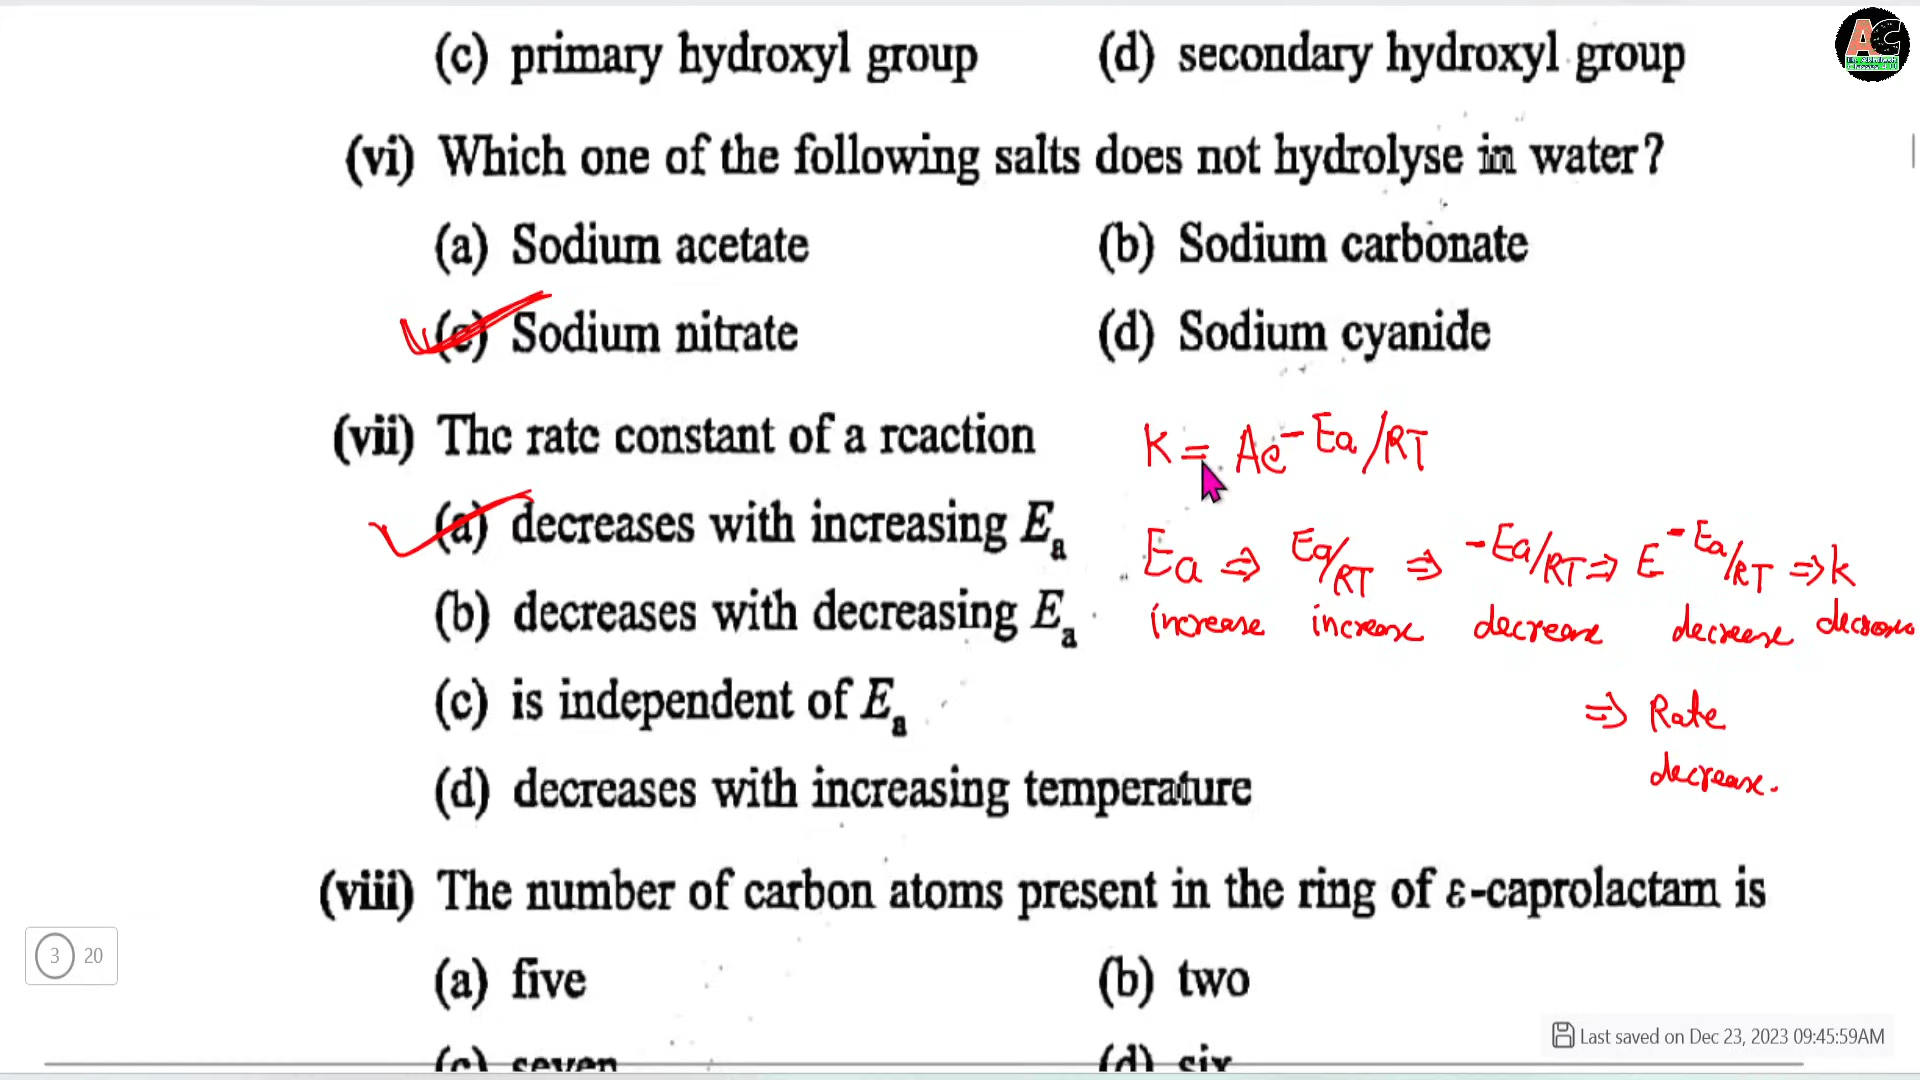 AC
(c) primary hydroxyl group (d) secondary hydroxyl group
(vi) Which one of the following salts does not hydrolyse in water?
(a) Sodium acetate (b) Sodium carbonate
(c) Sodium nitrate (d) Sodium cyanide
(vii) The rate constant of a reaction
K = Ae^-Ea/RT
(a) decreases with increasing Ea
Ea ⇒ Ea/RT ⇒ -Ea/RT ⇒ E^-Ea/RT ⇒ k
increase increase decrease decrease decrease
(b) decreases with decreasing Ea
(c) is independent of Ea
⇒ Rate
decrease.
(d) decreases with increasing temperature
(viii) The number of carbon atoms present in the ring of ε-caprolactam is
3 20
(a) five (b) two
Last saved on Dec 23, 2023 09:45:59AM
(c) seven (d) six